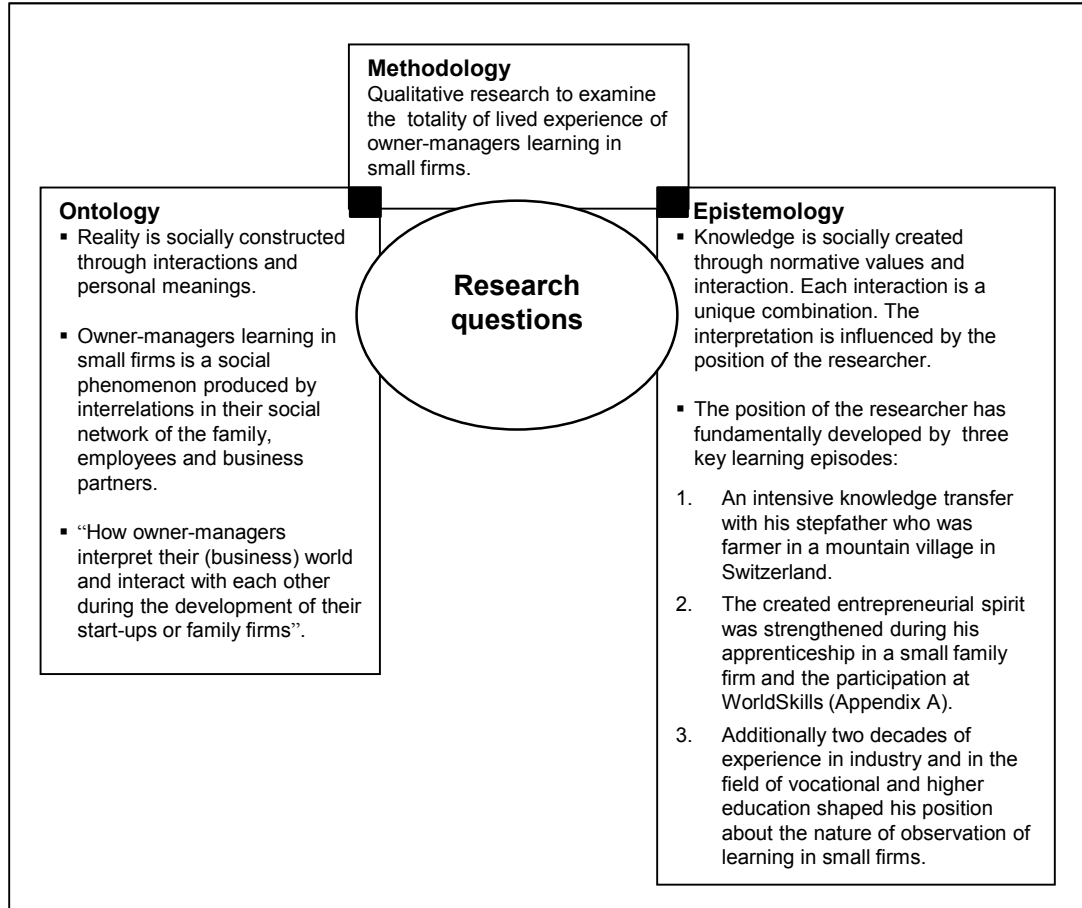 Methodology
Qualitative research to examine
the totality of lived experience of
owner-managers learning in
small firms.
Ontology
▪ Reality is socially constructed
through interactions and
personal meanings.
▪ Owner-managers learning in
small firms is a social
phenomenon produced by
interrelations in their social
network of the family,
employees and business
partners.
▪ “How owner-managers
interpret their (business) world
and interact with each other
during the development of their
start-ups or family firms”.
Research
questions
Epistemology
▪ Knowledge is socially created
through normative values and
interaction. Each interaction is a
unique combination. The
interpretation is influenced by the
position of the researcher.
▪ The position of the researcher has
fundamentally developed by three
key learning episodes:
1. An intensive knowledge transfer
with his stepfather who was
farmer in a mountain village in
Switzerland.
2. The created entrepreneurial spirit
was strengthened during his
apprenticeship in a small family
firm and the participation at
WorldSkills (Appendix A).
3. Additionally two decades of
experience in industry and in the
field of vocational and higher
education shaped his position
about the nature of observation of
learning in small firms.